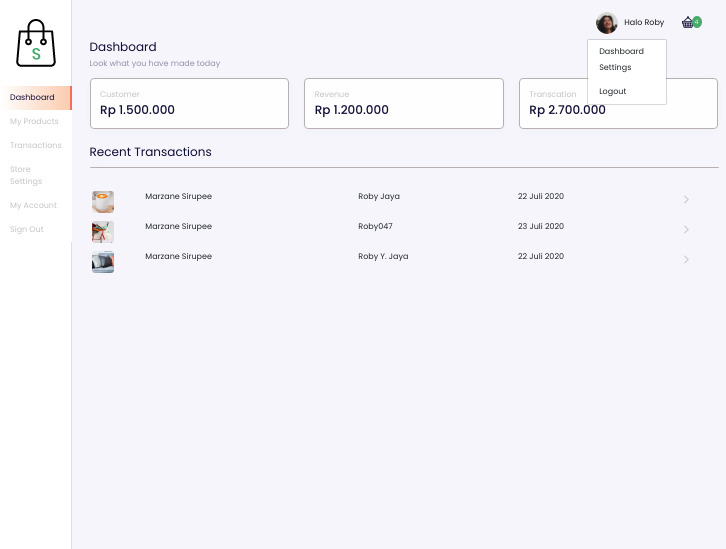 S
Dashboard
My Products
Transactions
Store
Settings
My Account
Sign Out
Halo Roby
4
Dashboard
Settings
Logout
Dashboard
Look what you have made today
Customer
Rp 1.500.000
Revenue
Rp 1.200.000
Transcation
Rp 2.700.000
Recent Transactions
Marzane Sirupee Roby Jaya 22 Juli 2020
Marzane Sirupee Roby047 23 Juli 2020
Marzane Sirupee Roby Y. Jaya 22 Juli 2020